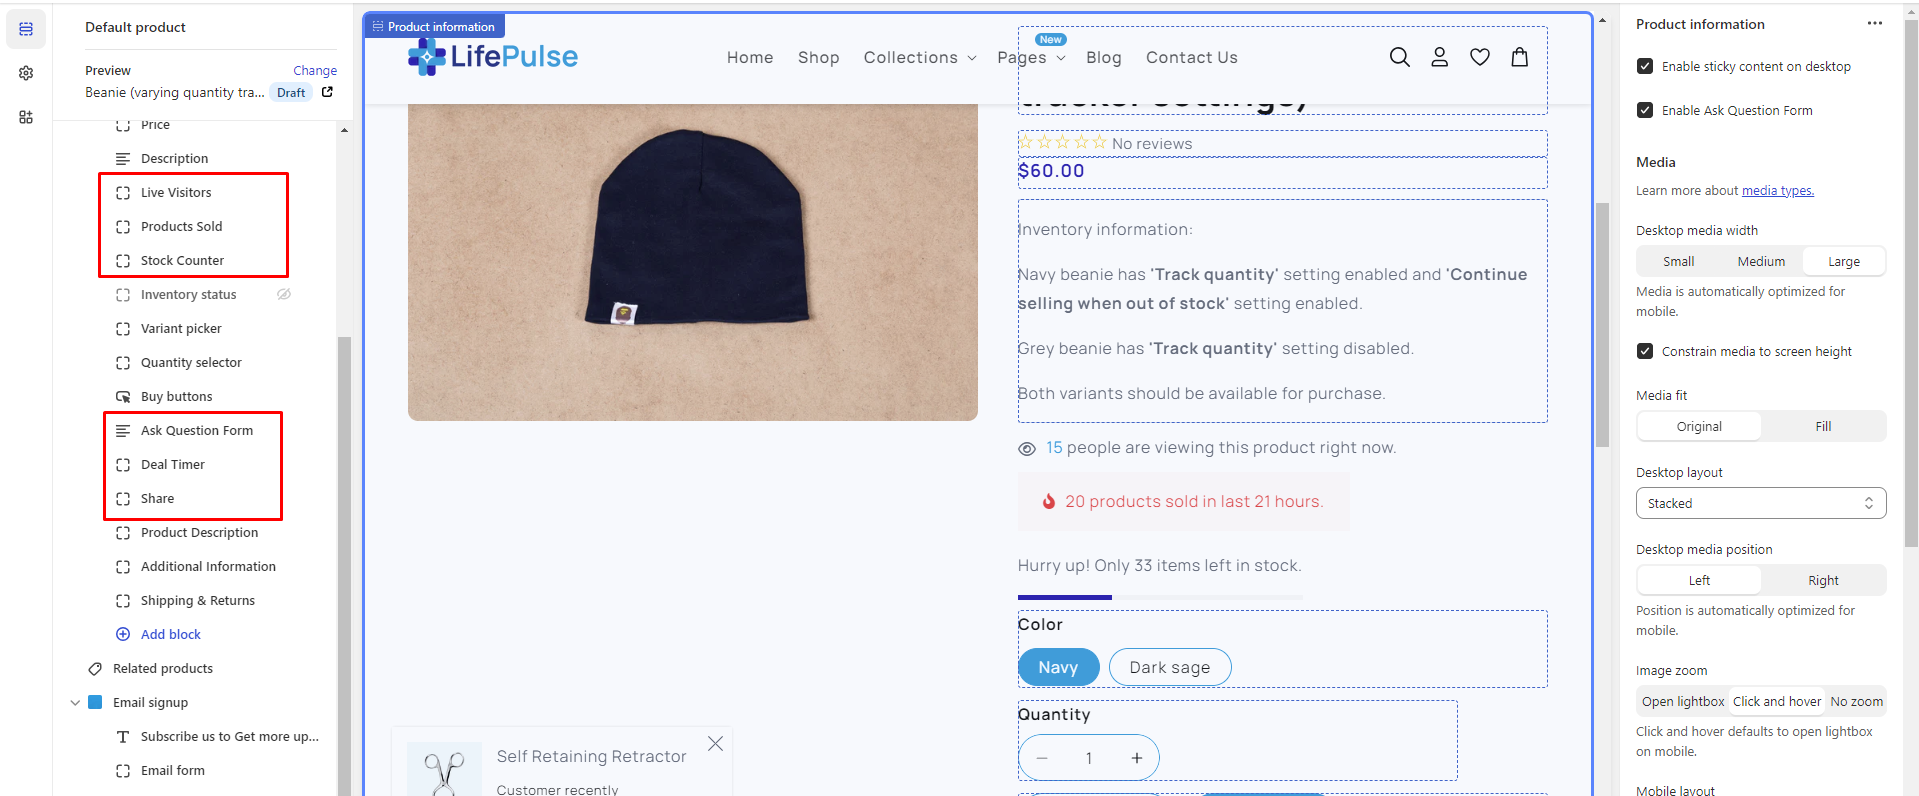 Default product
Preview
Change
Beanie (varying quantity tra...
Draft
Price
Description
Live Visitors
Products Sold
Stock Counter
Inventory status
Variant picker
Quantity selector
Buy buttons
Ask Question Form
Deal Timer
Share
Product Description
Additional Information
Shipping & Returns
Add block
Related products
Email signup
Subscribe us to Get more up...
Email form
Product information
LifePulse
Home
Shop
Collections
Pages
New
Blog
Contact Us
tracker settings)
No reviews
$60.00
Inventory information:
Navy beanie has 'Track quantity' setting enabled and 'Continue
selling when out of stock' setting enabled.
Grey beanie has 'Track quantity' setting disabled.
Both variants should be available for purchase.
15 people are viewing this product right now.
20 products sold in last 21 hours.
Hurry up! Only 33 items left in stock.
Color
Navy
Dark sage
Quantity
− 1 +
Self Retaining Retractor
Customer recently
Product information
Enable sticky content on desktop
Enable Ask Question Form
Media
Learn more about media types.
Desktop media width
Small
Medium
Large
Media is automatically optimized for
mobile.
Constrain media to screen height
Media fit
Original
Fill
Desktop layout
Stacked
Desktop media position
Left
Right
Position is automatically optimized for
mobile.
Image zoom
Open lightbox
Click and hover
No zoom
Click and hover defaults to open lightbox
on mobile.
Mobile layout